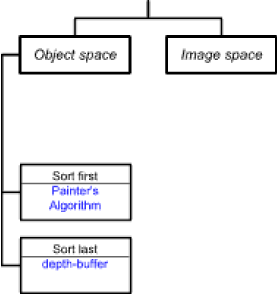 Object space
Image space
Sort first
Painter's
Algorithm
Sort last
depth-buffer